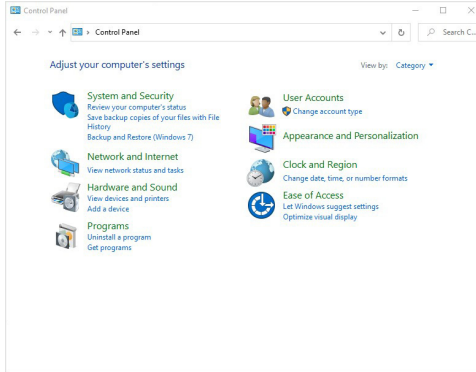 Control Panel
Control Panel
Search C...
Adjust your computer's settings
View by: Category
System and Security
Review your computer's status
Save backup copies of your files with File
History
Backup and Restore (Windows 7)
Network and Internet
View network status and tasks
Hardware and Sound
View devices and printers
Add a device
Programs
Uninstall a program
Get programs
User Accounts
Change account type
Appearance and Personalization
Clock and Region
Change date, time, or number formats
Ease of Access
Let Windows suggest settings
Optimize visual display